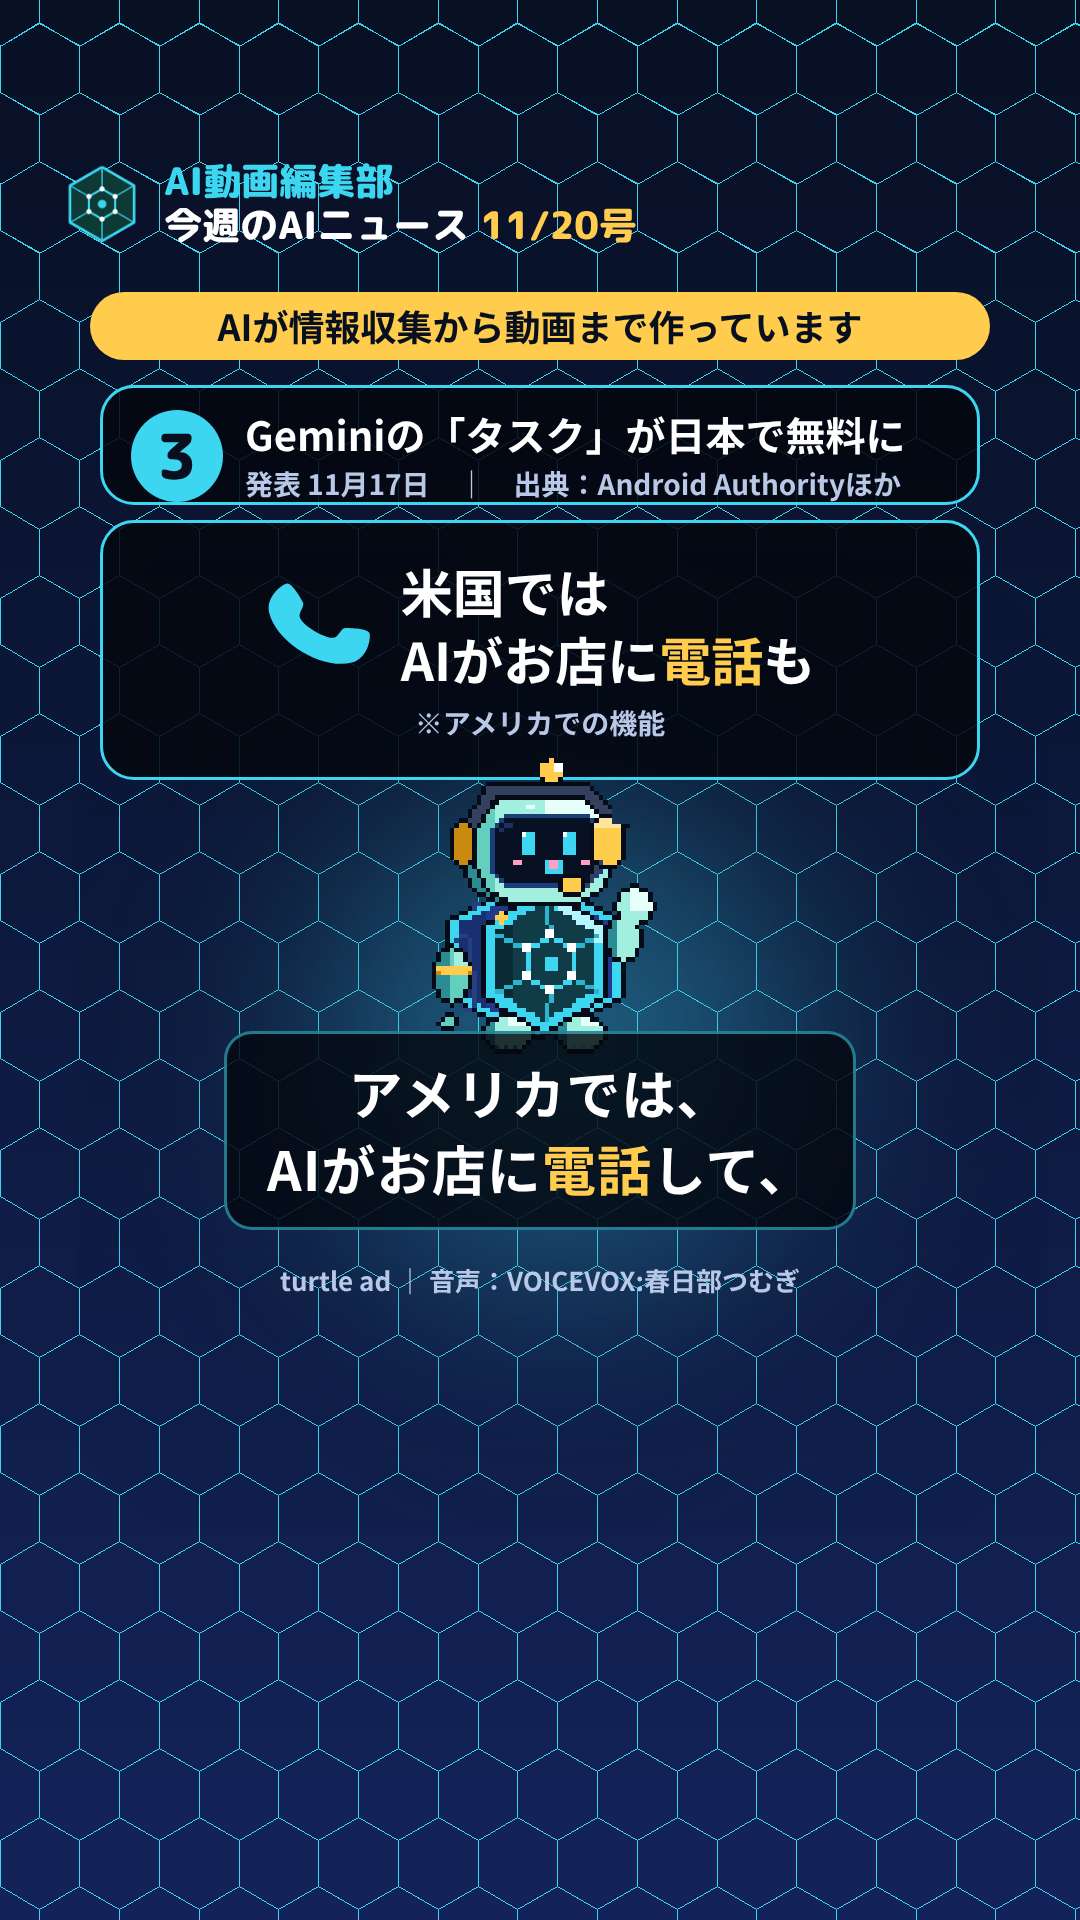 AI動画編集部
今週のAIニュース 11/20号
AIが情報収集から動画まで作っています
3
Geminiの「タスク」が日本で無料に
発表 11月17日 ｜ 出典：Android Authorityほか
米国では
AIがお店に電話も
※アメリカでの機能
アメリカでは、
AIがお店に電話して、
turtle ad ｜ 音声：VOICEVOX:春日部つむぎ